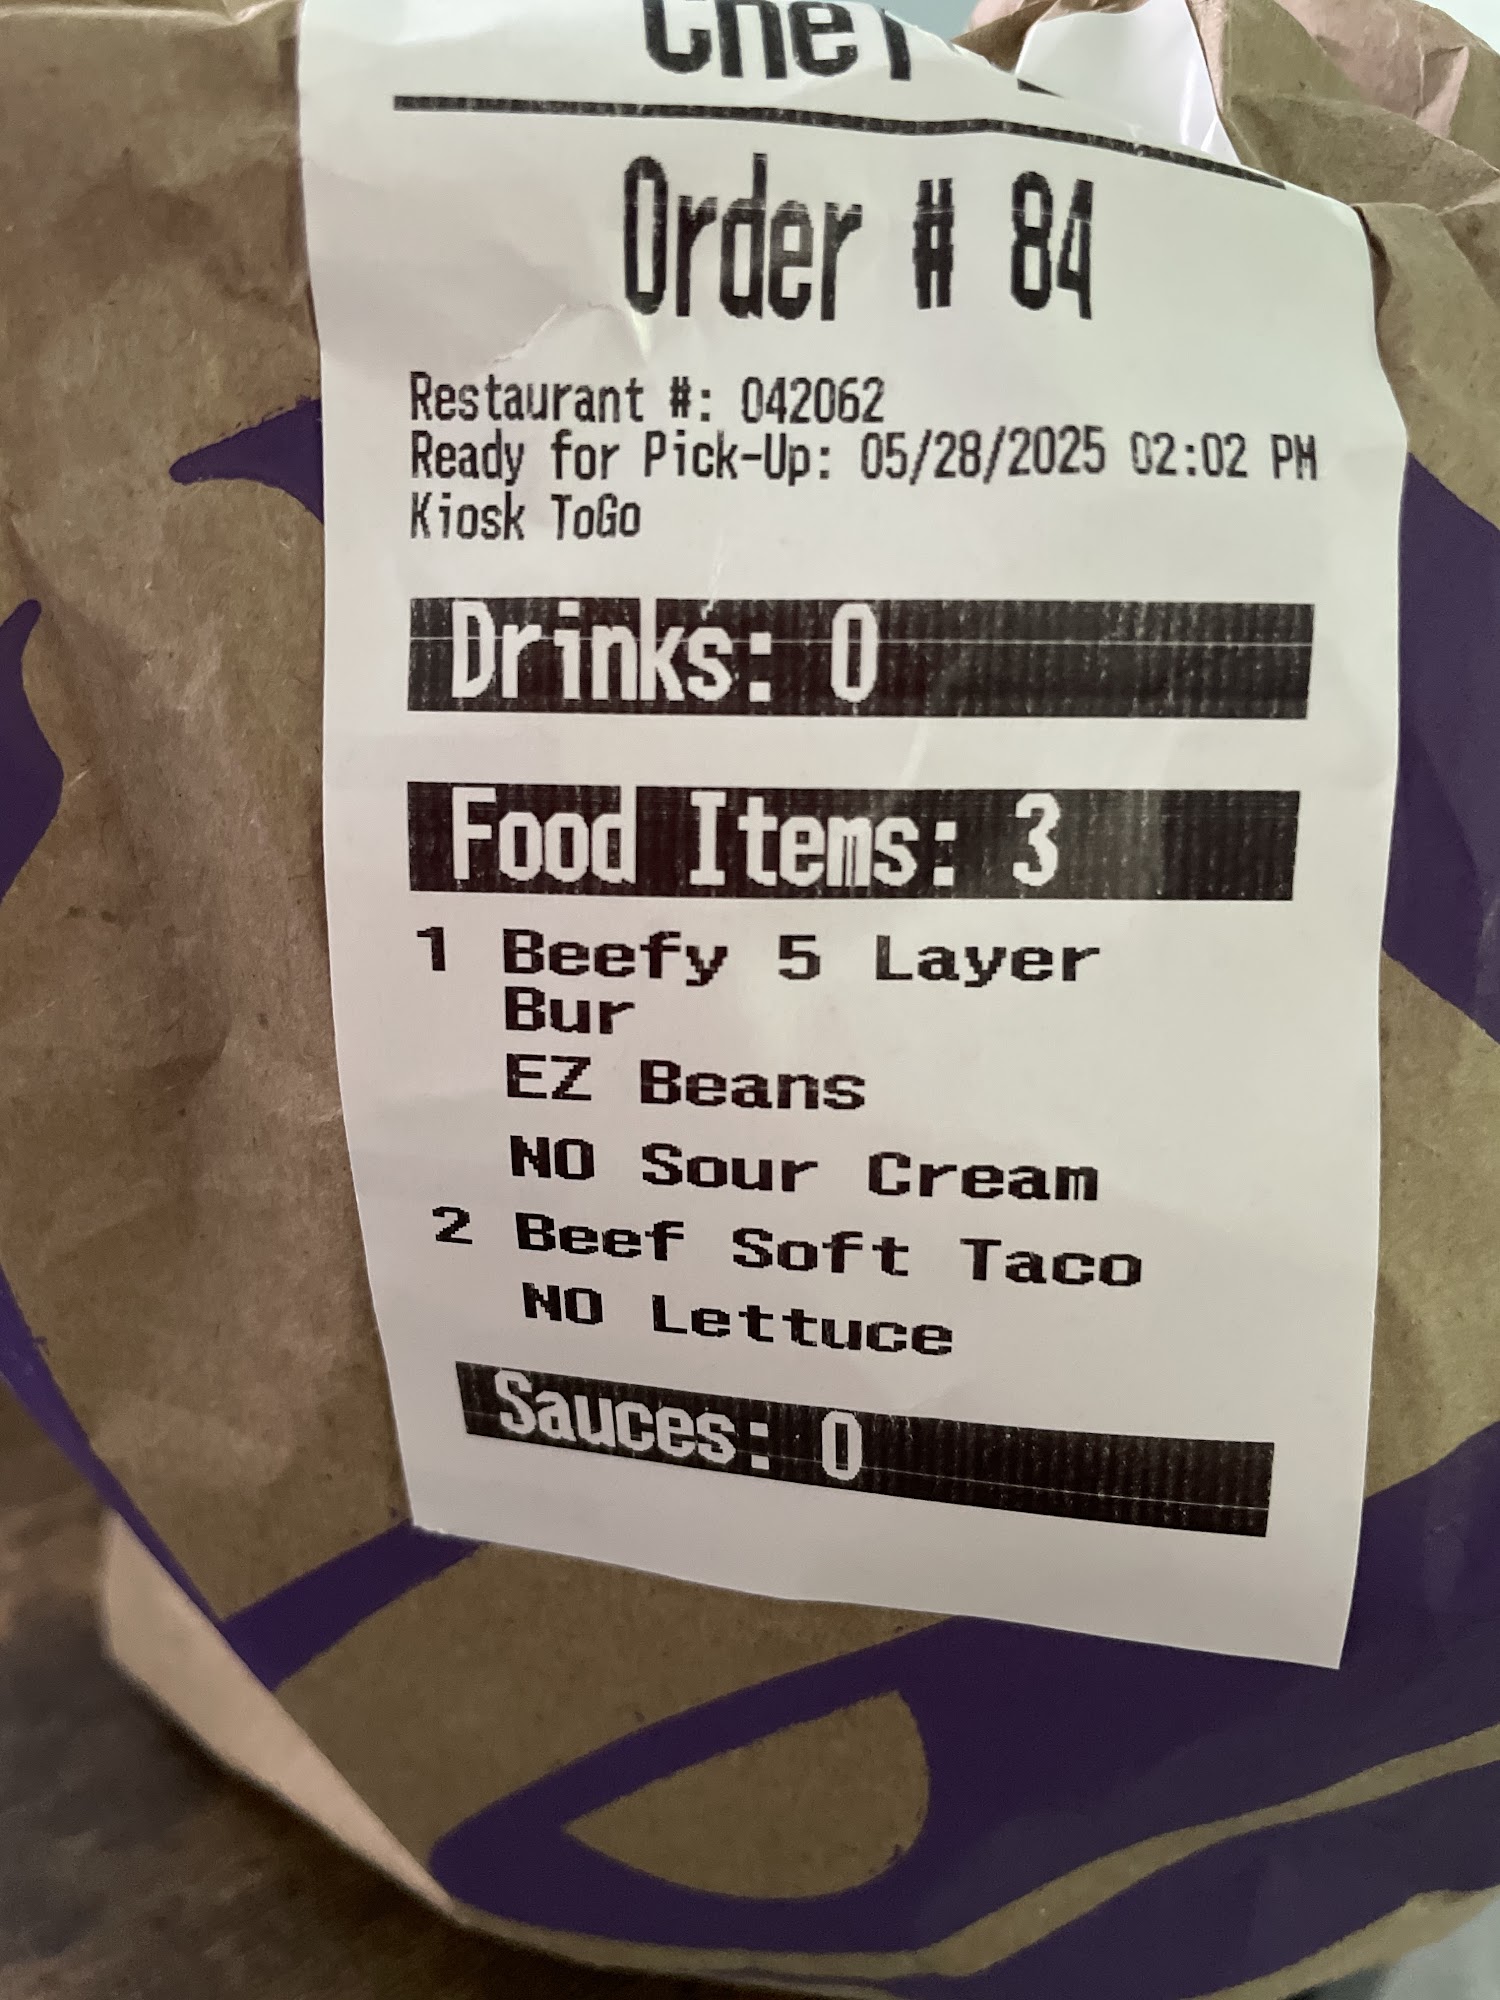 Order # 84
Restaurant #: 042062
Ready for Pick-Up: 05/28/2025 02:02 PM
Kiosk ToGo
Drinks: 0
Food Items: 3
1 Beefy 5 Layer
Bur
EZ Beans
NO Sour Cream
2 Beef Soft Taco
NO Lettuce
Sauces: 0